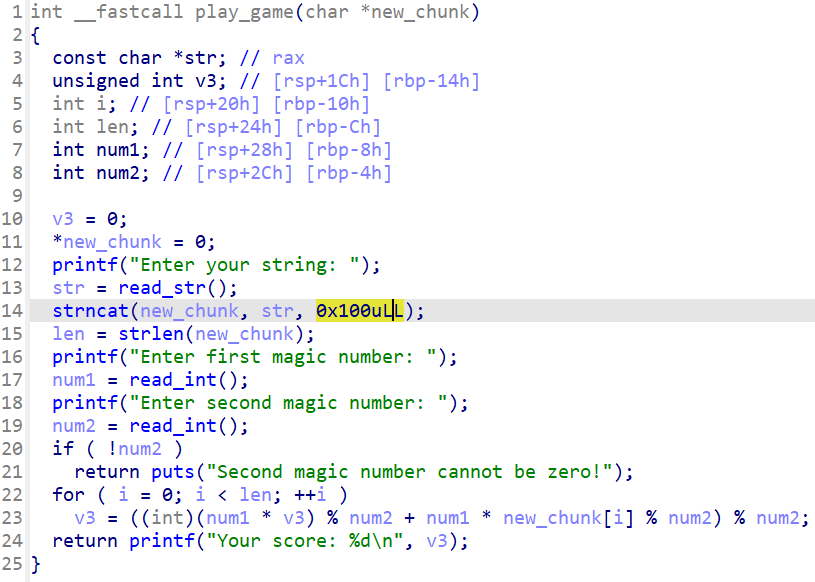 1 int __fastcall play_game(char *new_chunk)
2 {
3   const char *str; // rax
4   unsigned int v3; // [rsp+1Ch] [rbp-14h]
5   int i; // [rsp+20h] [rbp-10h]
6   int len; // [rsp+24h] [rbp-Ch]
7   int num1; // [rsp+28h] [rbp-8h]
8   int num2; // [rsp+2Ch] [rbp-4h]
9
10   v3 = 0;
11   *new_chunk = 0;
12   printf("Enter your string: ");
13   str = read_str();
14   strncat(new_chunk, str, 0x100uLL);
15   len = strlen(new_chunk);
16   printf("Enter first magic number: ");
17   num1 = read_int();
18   printf("Enter second magic number: ");
19   num2 = read_int();
20   if ( !num2 )
21     return puts("Second magic number cannot be zero!");
22   for ( i = 0; i < len; ++i )
23     v3 = ((int)(num1 * v3) % num2 + num1 * new_chunk[i] % num2) % num2;
24   return printf("Your score: %d\n", v3);
25 }